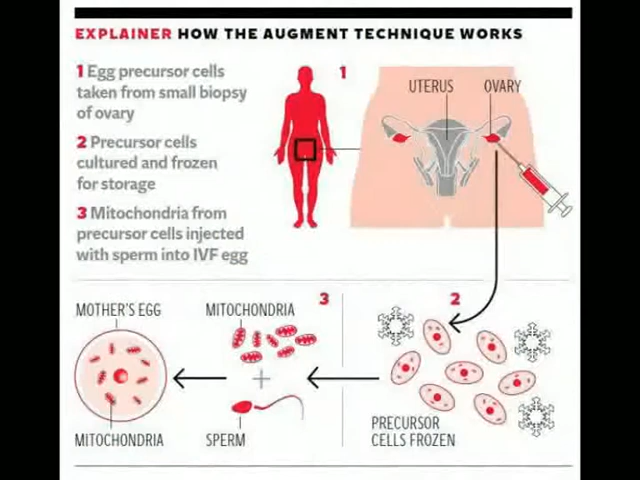 EXPLAINER HOW THE AUGMENT TECHNIQUE WORKS
1 Egg precursor cells
taken from small biopsy
of ovary
2 Precursor cells
cultured and frozen
for storage
3 Mitochondria from
precursor cells injected
with sperm into IVF egg
1
UTERUS
OVARY
MOTHER'S EGG
MITOCHONDRIA
3
2
MITOCHONDRIA
SPERM
PRECURSOR
CELLS FROZEN